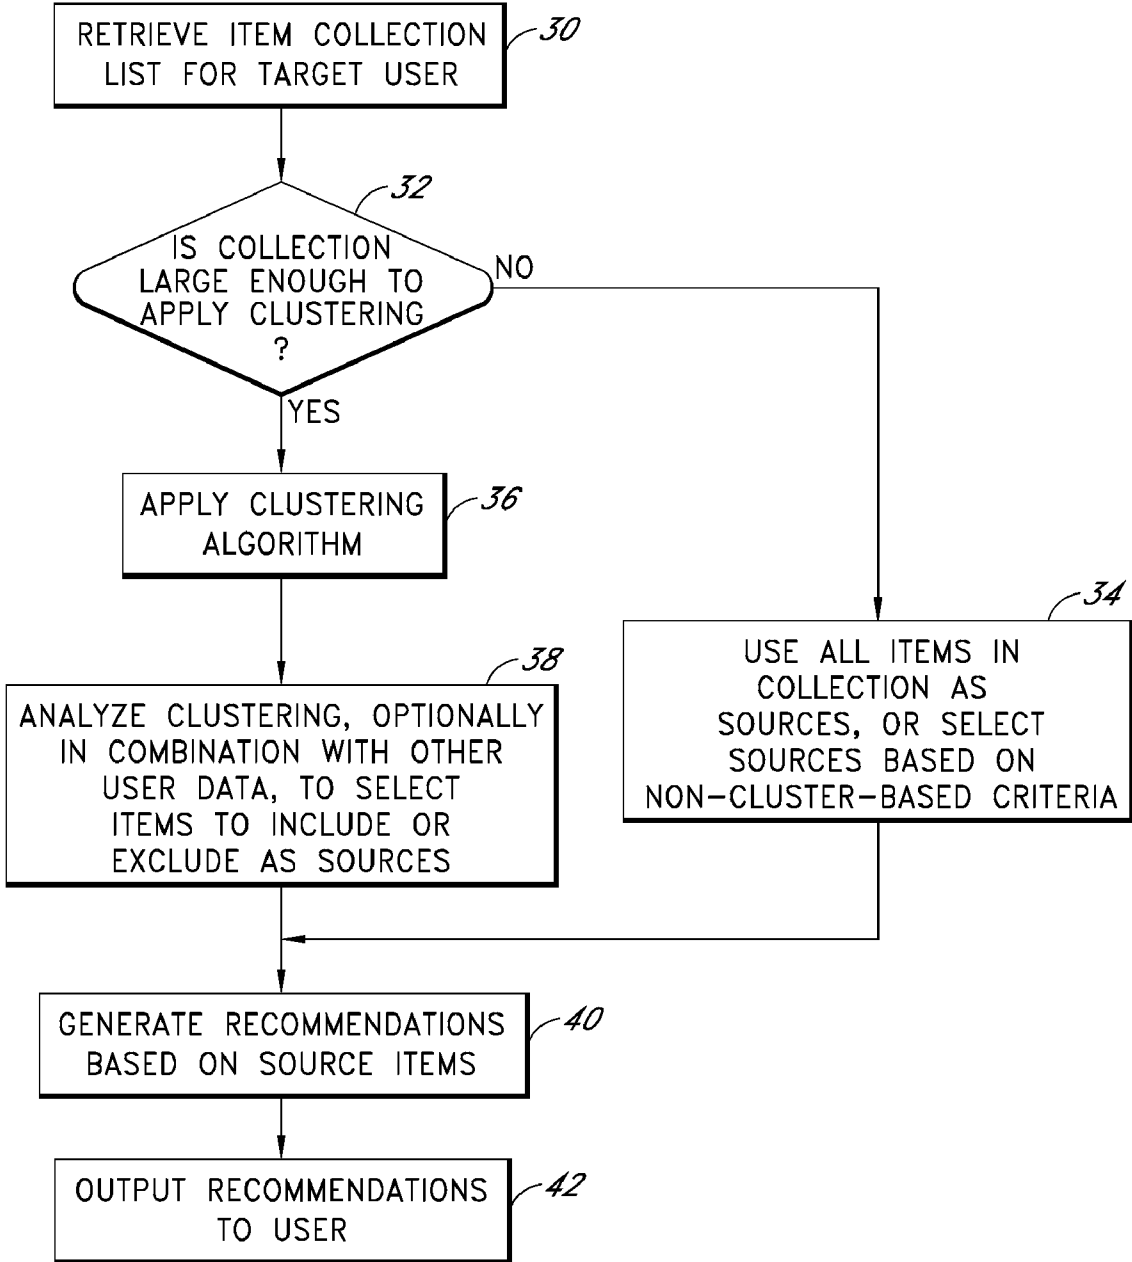 RETRIEVE ITEM COLLECTION
LIST FOR TARGET USER
30
32
IS COLLECTION
LARGE ENOUGH TO
APPLY CLUSTERING
?
NO
YES
APPLY CLUSTERING
ALGORITHM
36
34
USE ALL ITEMS IN
COLLECTION AS
SOURCES, OR SELECT
SOURCES BASED ON
NON-CLUSTER-BASED CRITERIA
38
ANALYZE CLUSTERING, OPTIONALLY
IN COMBINATION WITH OTHER
USER DATA, TO SELECT
ITEMS TO INCLUDE OR
EXCLUDE AS SOURCES
GENERATE RECOMMENDATIONS
BASED ON SOURCE ITEMS
40
OUTPUT RECOMMENDATIONS
TO USER
42